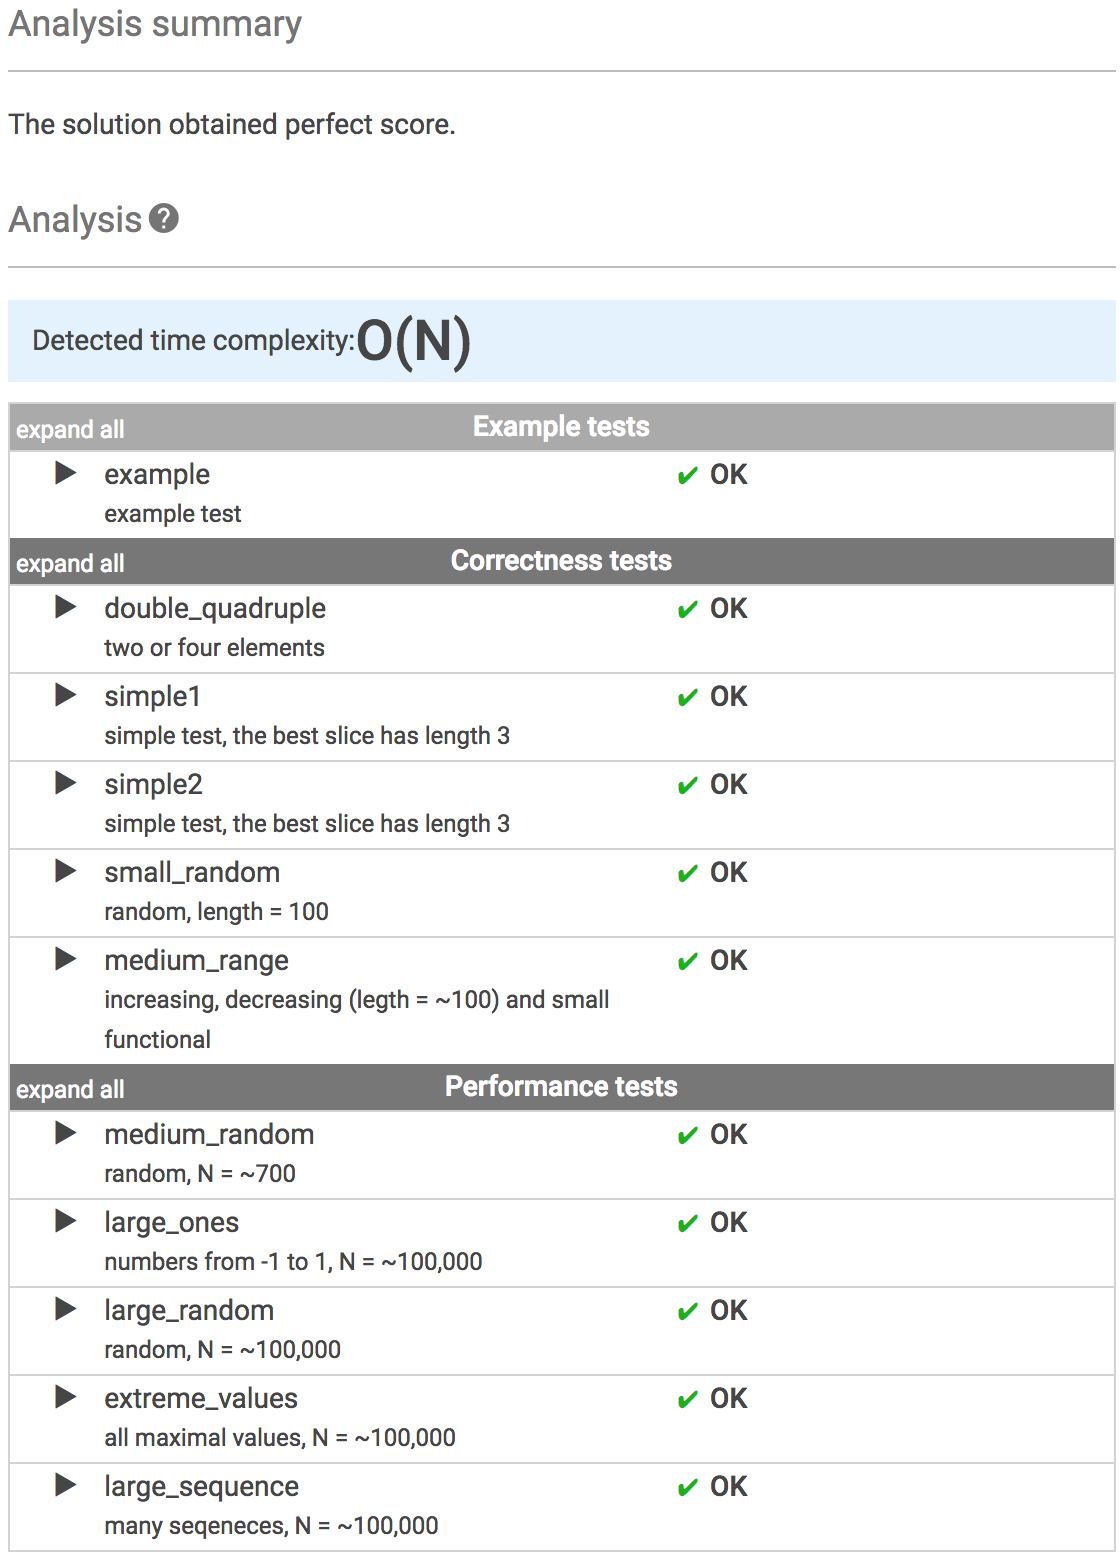 Analysis summary
The solution obtained perfect score.
Analysis ?
Detected time complexity: O(N)
expand all Example tests
example ✔ OK
example test
expand all Correctness tests
double_quadruple ✔ OK
two or four elements
simple1 ✔ OK
simple test, the best slice has length 3
simple2 ✔ OK
simple test, the best slice has length 3
small_random ✔ OK
random, length = 100
medium_range ✔ OK
increasing, decreasing (legth = ~100) and small
functional
expand all Performance tests
medium_random ✔ OK
random, N = ~700
large_ones ✔ OK
numbers from -1 to 1, N = ~100,000
large_random ✔ OK
random, N = ~100,000
extreme_values ✔ OK
all maximal values, N = ~100,000
large_sequence ✔ OK
many seqeneces, N = ~100,000